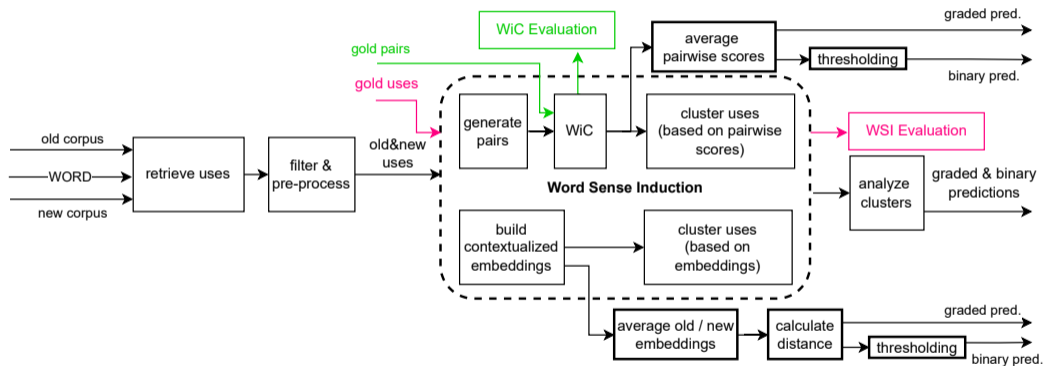 graded pred.
WiC Evaluation
average
pairwise scores
gold pairs
thresholding
binary pred.
gold uses
generate
pairs
WiC
cluster uses
(based on pairwise
scores)
WSI Evaluation
old corpus
old&new
uses
WORD
retrieve uses
filter &
pre-process
new corpus
Word Sense Induction
analyze
clusters
graded & binary
predictions
build
contextualized
embeddings
cluster uses
(based on
embeddings)
average old / new
embeddings
calculate
distance
graded pred.
thresholding
binary pred.